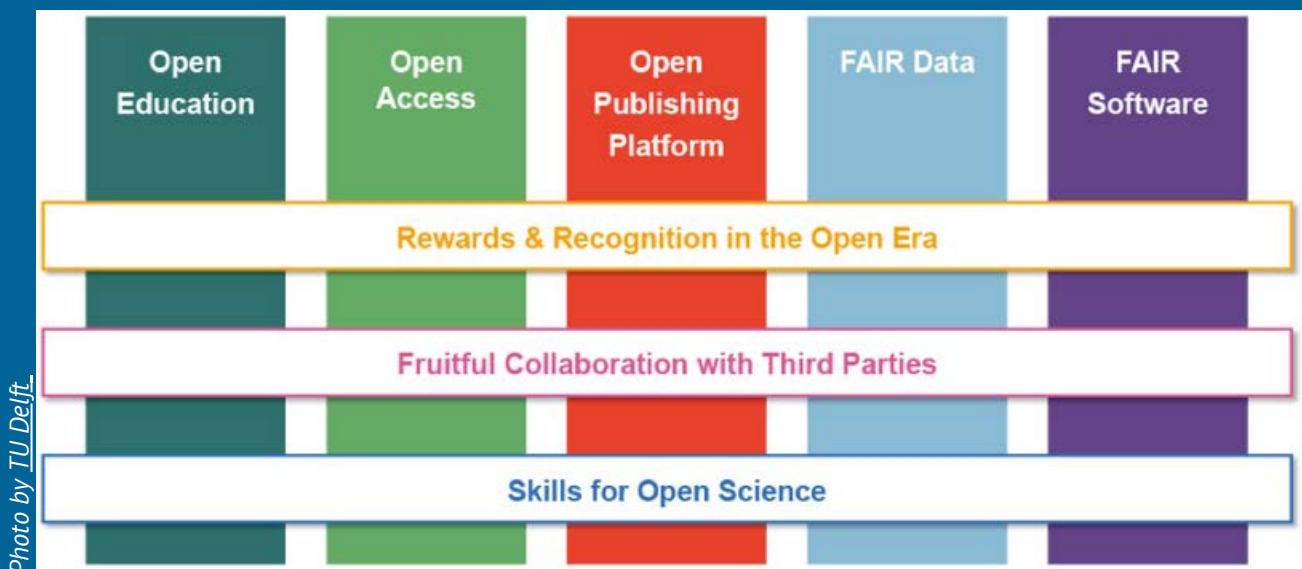 Open
Education
Open
Access
Open
Publishing
Platform
FAIR Data
FAIR
Software
Rewards & Recognition in the Open Era
Fruitful Collaboration with Third Parties
Skills for Open Science
Photo by TU Delft